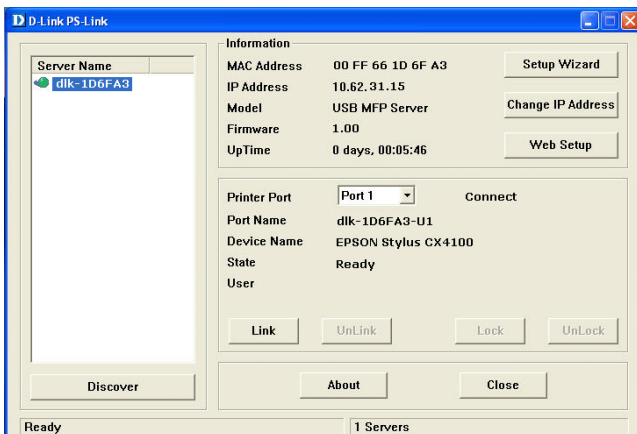 D-Link PS-Link
Server Name
dlk-1D6FA3
Discover
Information
MAC Address 00 FF 66 1D 6F A3
IP Address 10.62.31.15
Model USB MFP Server
Firmware 1.00
UpTime 0 days, 00:05:46
Setup Wizard
Change IP Address
Web Setup
Printer Port Port 1 Connect
Port Name dlk-1D6FA3-U1
Device Name EPSON Stylus CX4100
State Ready
User
Link UnLink Lock UnLock
About Close
Ready 1 Servers